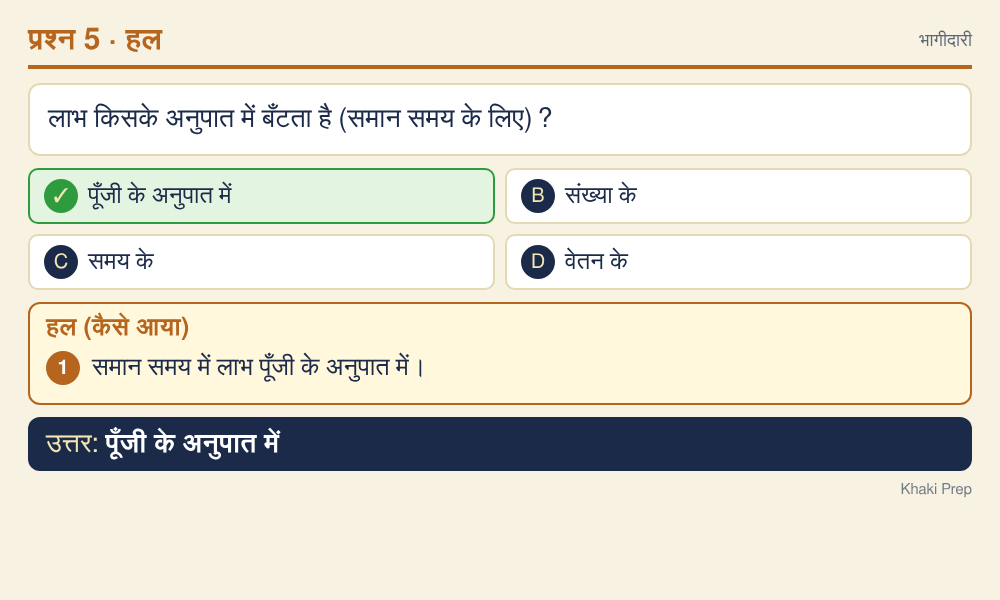 प्रश्न 5 · हल
भागीदारी
लाभ किसके अनुपात में बँटता है (समान समय के लिए) ?
✓ पूँजी के अनुपात में
B संख्या के
C समय के
D वेतन के
हल (कैसे आया)
1 समान समय में लाभ पूँजी के अनुपात में।
उत्तर: पूँजी के अनुपात में
Khaki Prep